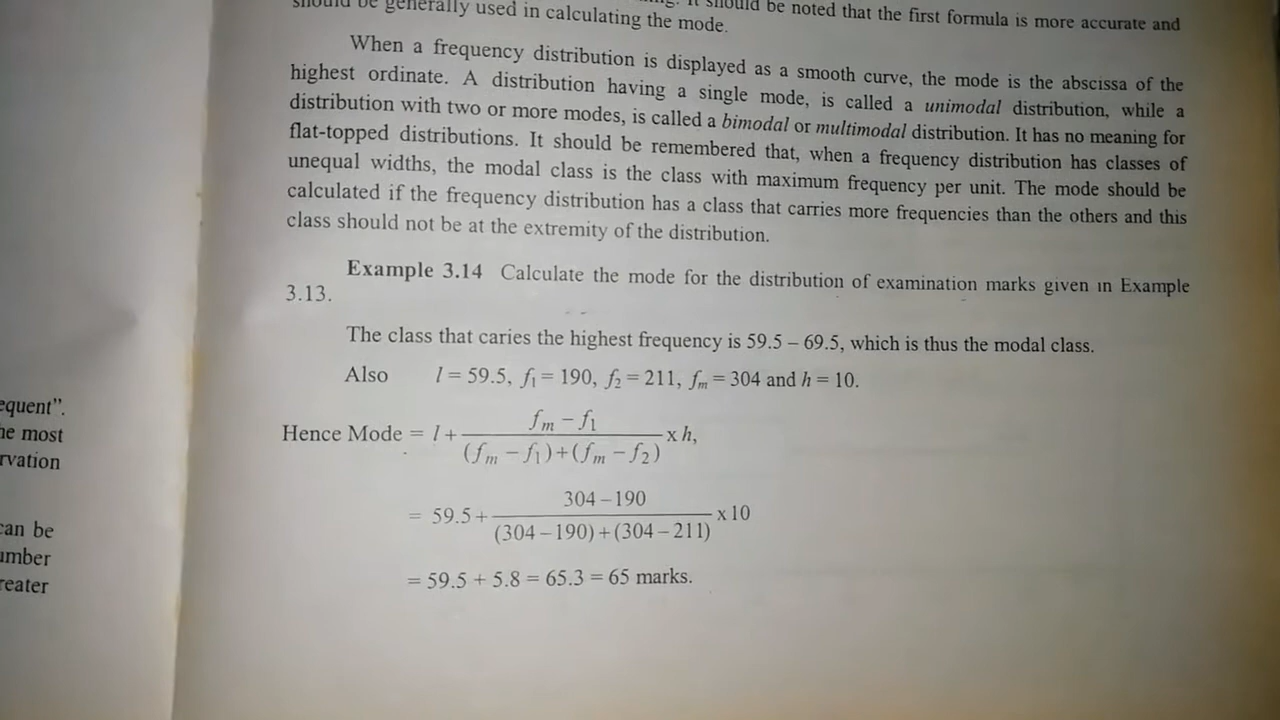 equent".
he most
rvation
can be
umber
reater
should be generally used in calculating the mode. It should be noted that the first formula is more accurate and
When a frequency distribution is displayed as a smooth curve, the mode is the abscissa of the
highest ordinate. A distribution having a single mode, is called a unimodal distribution, while a
distribution with two or more modes, is called a bimodal or multimodal distribution. It has no meaning for
flat-topped distributions. It should be remembered that, when a frequency distribution has classes of
unequal widths, the modal class is the class with maximum frequency per unit. The mode should be
calculated if the frequency distribution has a class that carries more frequencies than the others and this
class should not be at the extremity of the distribution.
Example 3.14 Calculate the mode for the distribution of examination marks given in Example
3.13.
The class that caries the highest frequency is 59.5 – 69.5, which is thus the modal class.
Also l = 59.5, f₁ = 190, f₂ = 211, fₘ = 304 and h = 10.
Hence Mode = l + (fₘ – f₁) / ((fₘ – f₁) + (fₘ – f₂)) x h,
= 59.5 + (304 – 190) / ((304 – 190) + (304 – 211)) x 10
= 59.5 + 5.8 = 65.3 = 65 marks.